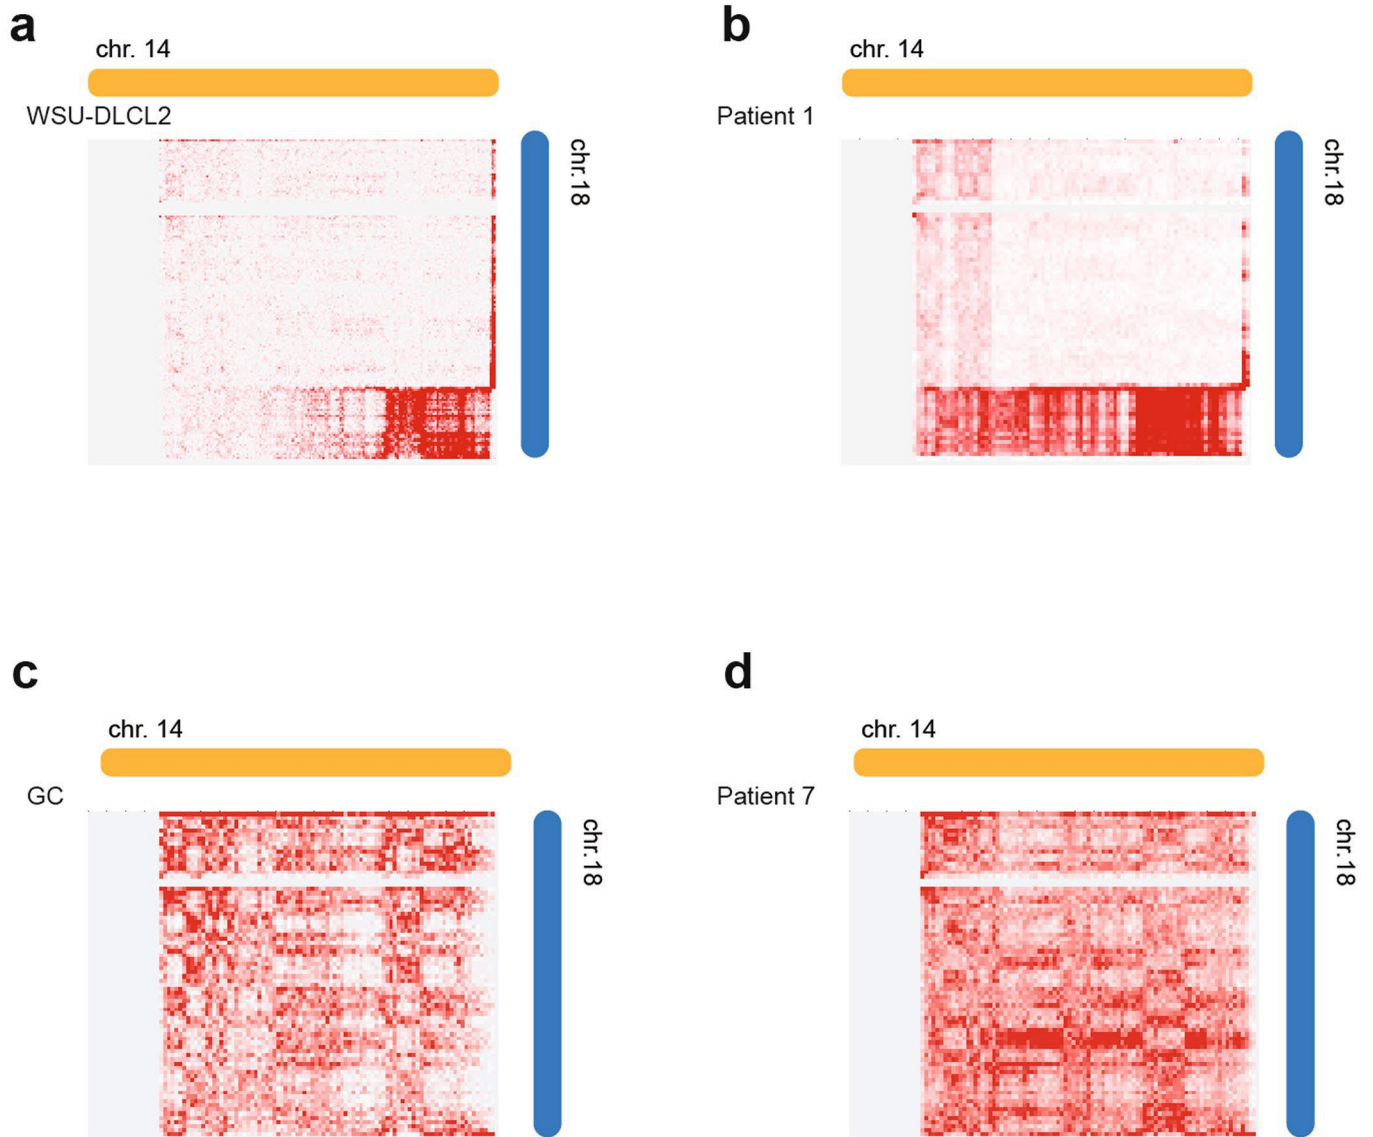 a
chr. 14
WSU-DLCL2
chr.18
b
chr. 14
Patient 1
chr.18
c
chr. 14
GC
chr.18
d
chr. 14
Patient 7
chr.18